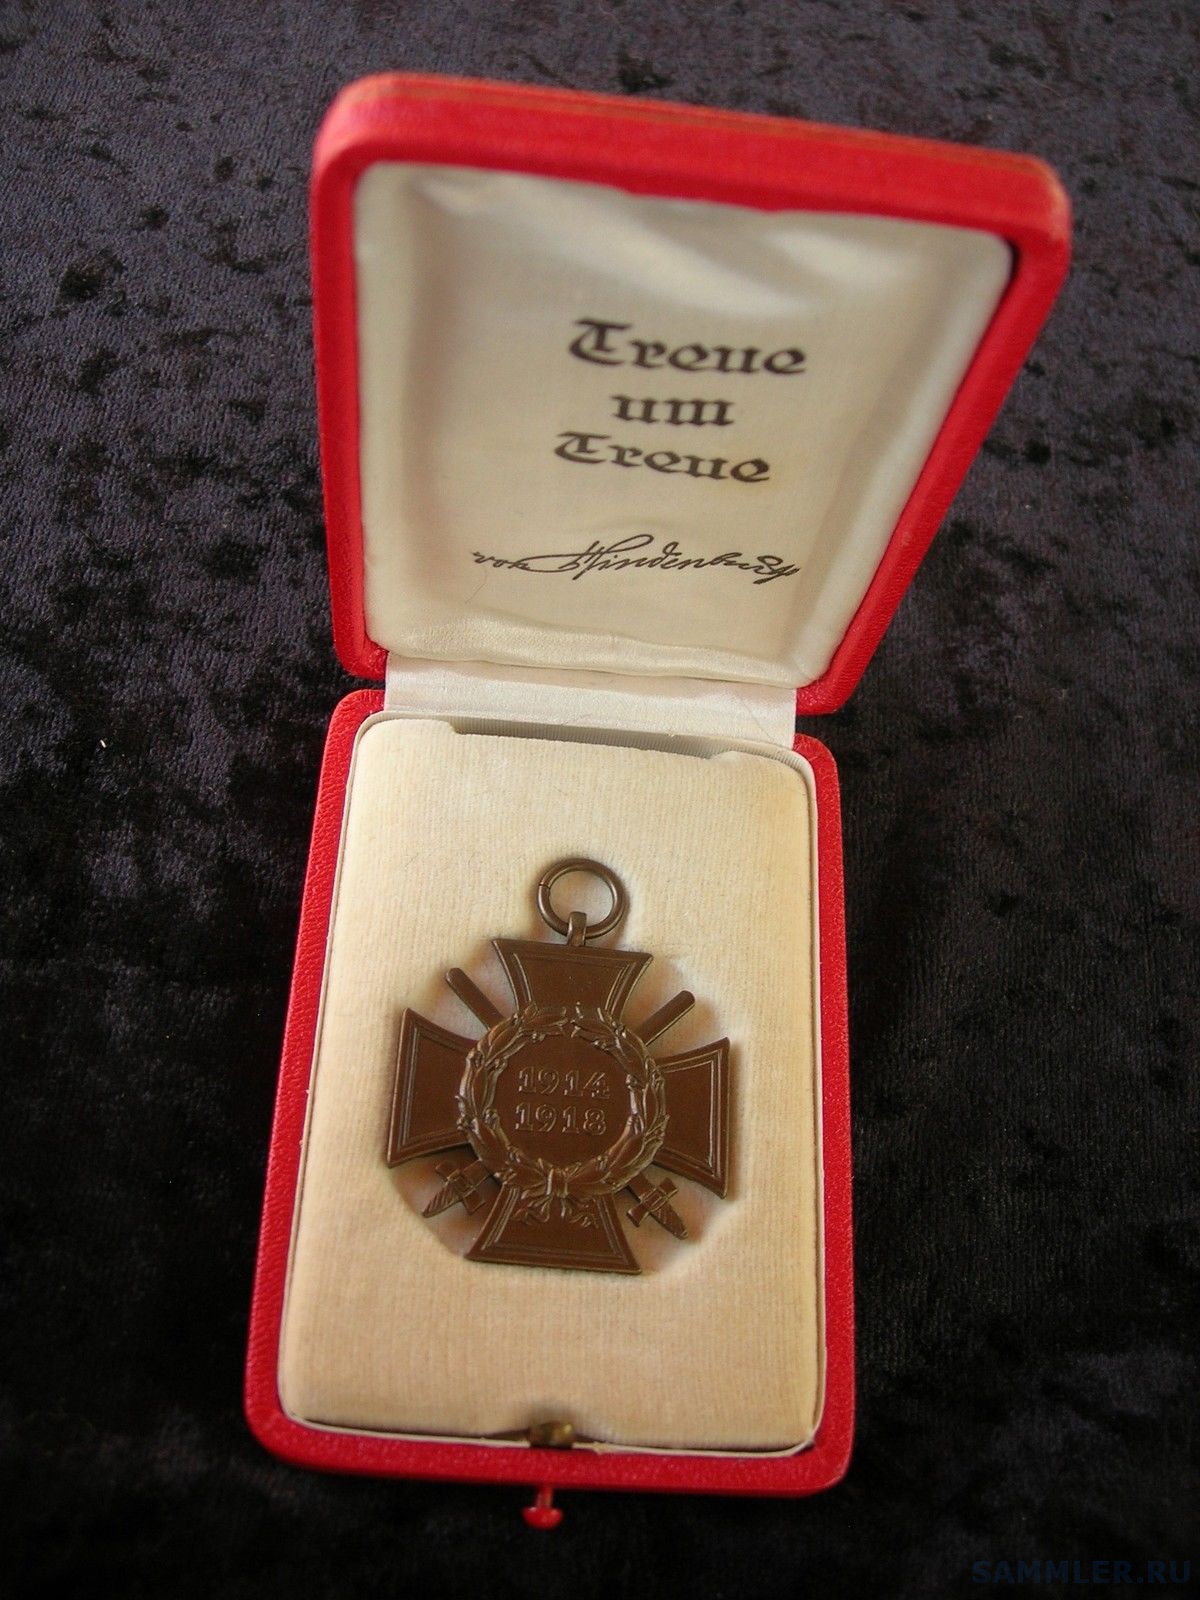 Treue
um
Treue
von Hindenburg
1914
1918
SAMMLER.RU